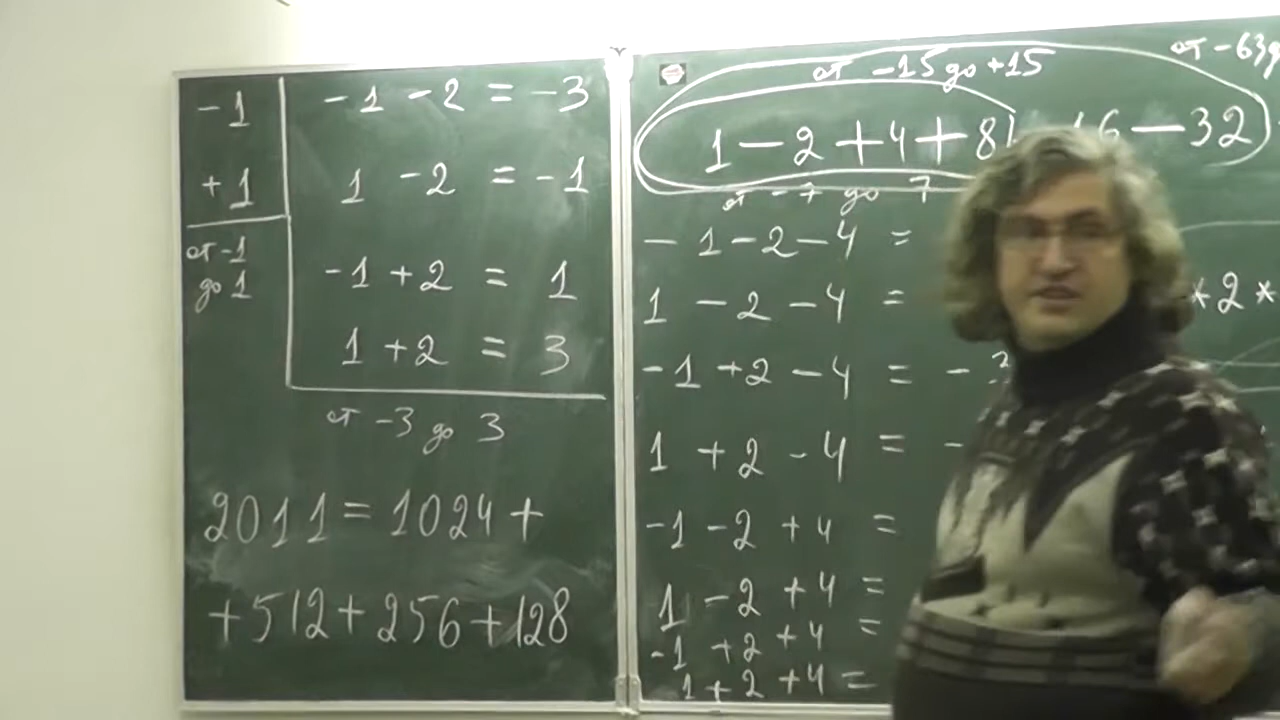 -1
+1
от -1
до 1
-1 -2 = -3
1 -2 = -1
-1 +2 = 1
1 +2 = 3
от -3 до 3
2011 = 1024 +
+512+256+128
от -15 до +15
от -63
1 - 2 + 4 + 8 16 - 32
от -7 до 7
-1-2-4 =
1 -2 -4 =
*2*
-1 +2 -4 = -3
1 +2 -4 = -
-1 -2 +4 =
1 -2 +4 =
-1 +2 +4 =
1+2+4 =